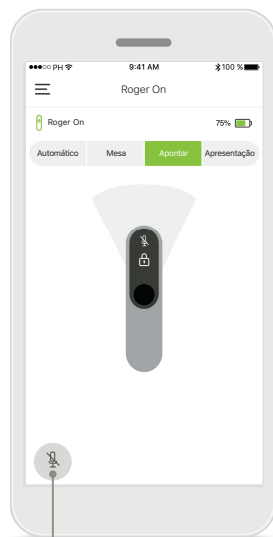 PH 9:41 AM 100 %
Roger On
Roger On 75%
Automático Mesa Apontar Apresentação